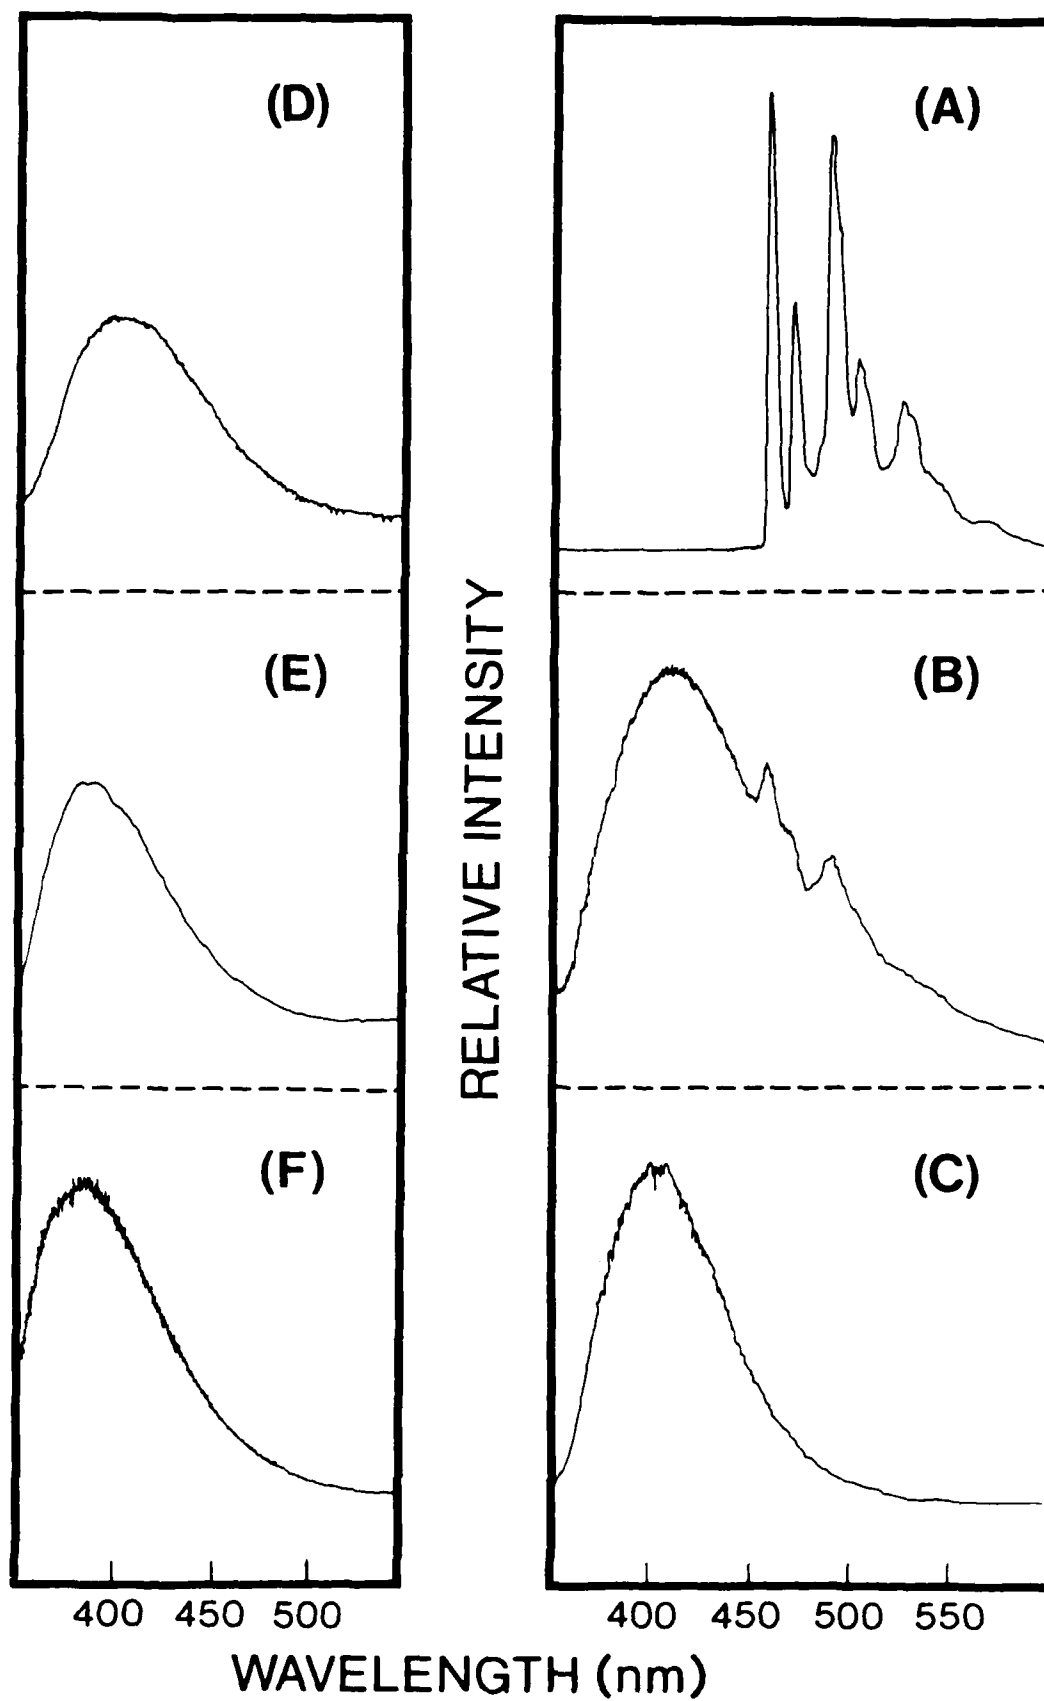 (D)
(A)
(E)
(B)
(F)
(C)
RELATIVE INTENSITY
400 450 500
400 450 500 550
WAVELENGTH (nm)